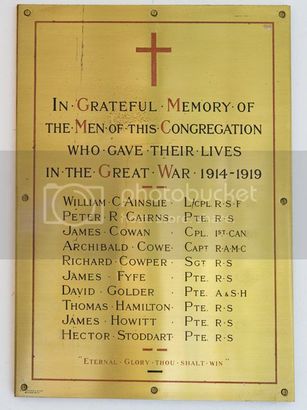 IN · GRATEFUL · MEMORY · OF
THE · MEN · OF · THIS · CONGREGATION
WHO · GAVE · THEIR · LIVES
IN · THE · GREAT · WAR · 1914-1919
WILLIAM · C · AINSLIE · L/CPL R·S·F
PETER · R · CAIRNS · PTE. R·S
JAMES · COWAN · CPL. 1ST·CAN.
ARCHIBALD · COWE · CAPT R·A·M·C
RICHARD · COWPER · SGT R·S
JAMES · FYFE · PTE. R·S
DAVID · GOLDER · PTE. A&S·H
THOMAS · HAMILTON · PTE. R·S
JAMES · HOWITT · PTE. R·S
HECTOR · STODDART · PTE. R·S
"ETERNAL · GLORY · THOU · SHALT · WIN"
photobucket